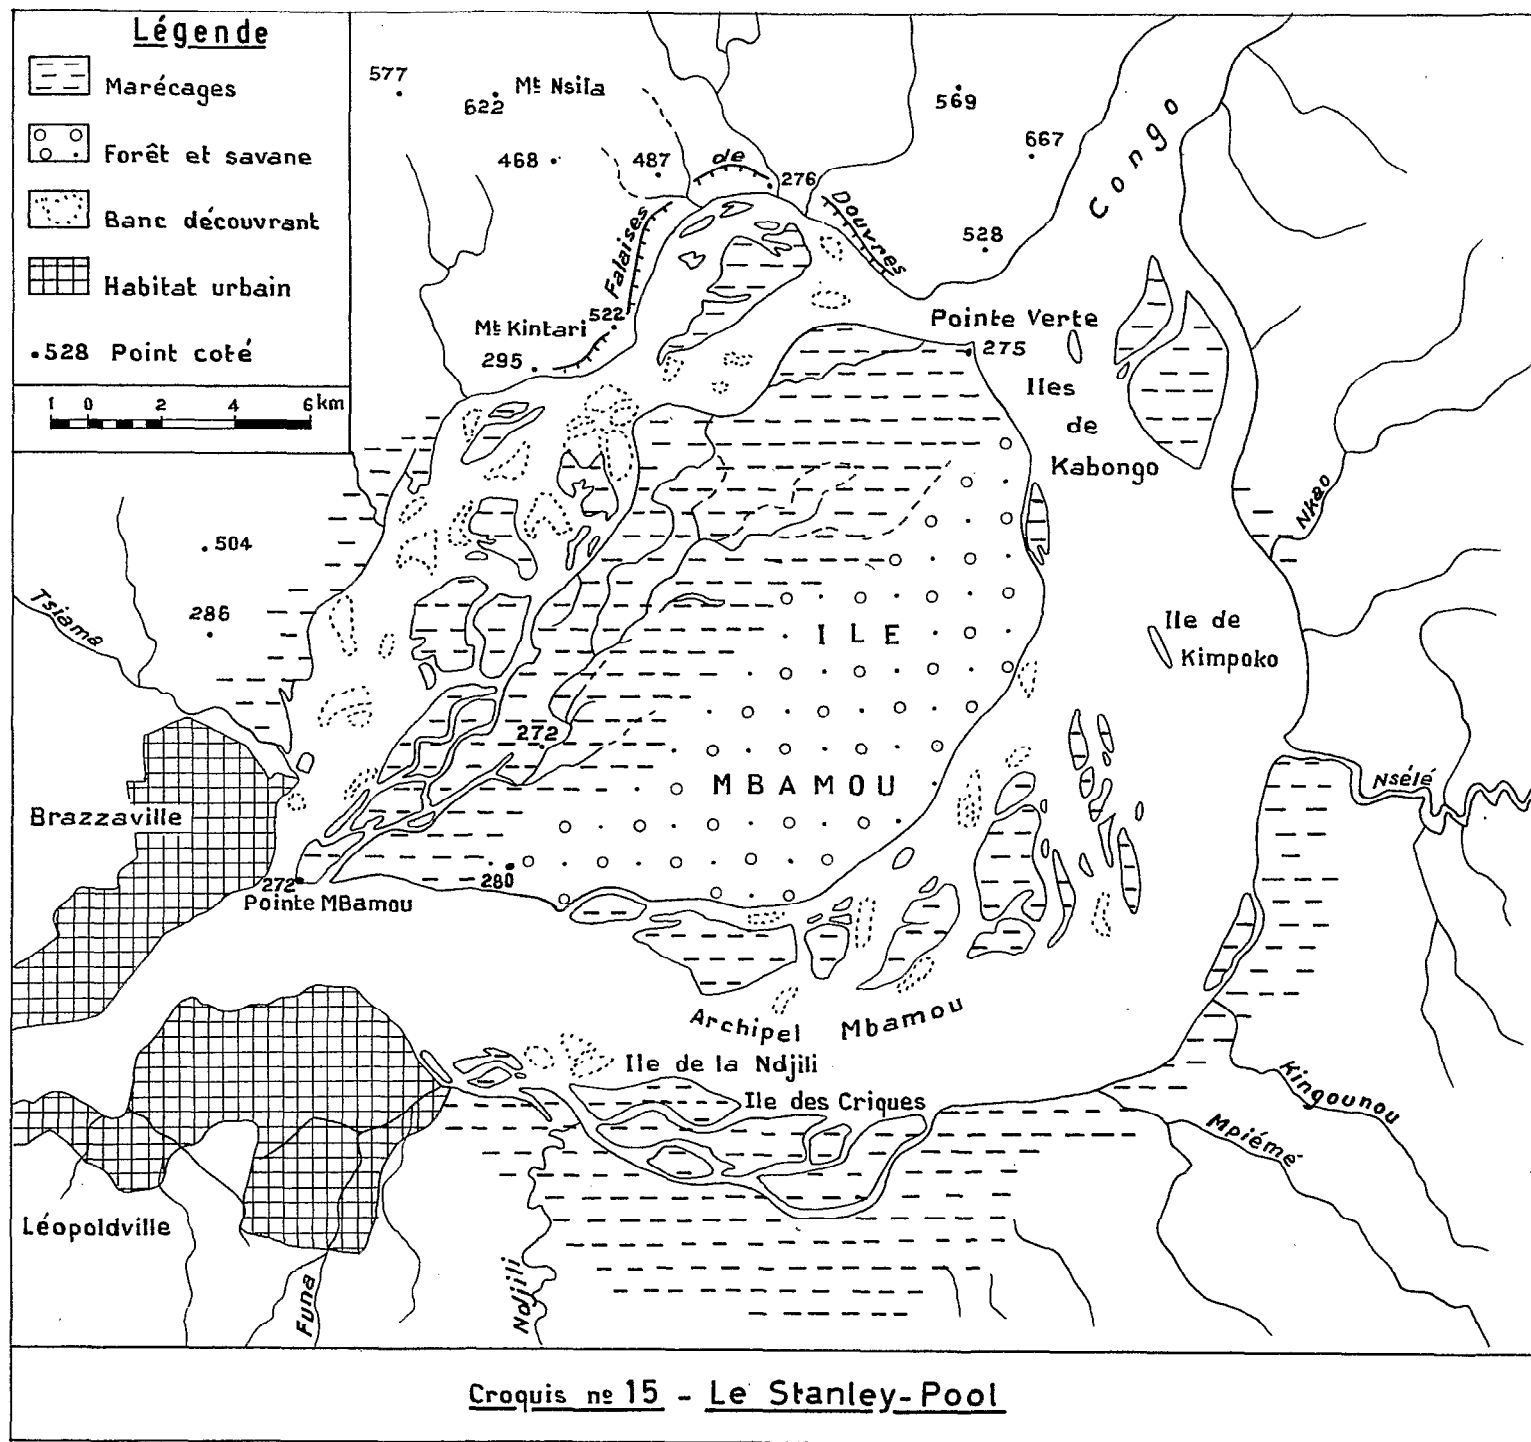 Légende
Marécages
Forêt et savane
Banc découvrant
Habitat urbain
.528 Point coté
1 0 2 4 6 km
577
622
Mt Nsila
468
487
de
276
569
667
Congo
Falaises
Douvres
528
522
Mt Kintari
295
Pointe Verte
275
Iles
de
Kabongo
Nkao
504
286
Tsiama
ILE
Ile de
Kimpoko
272
MBAMOU
Nsélé
Brazzaville
272
Pointe MBamou
280
Archipel Mbamou
Ile de la Ndjili
Ile des Criques
Kingounou
Mpiémé
Léopoldville
Funa
Ndjili
Croquis nº 15 - Le Stanley-Pool